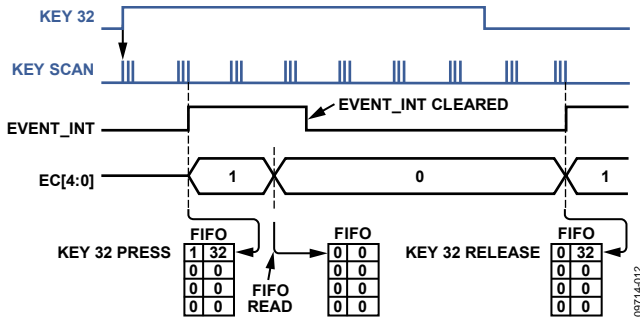 KEY 32
KEY SCAN
EVENT_INT CLEARED
EVENT_INT
EC[4:0]
1
0
1
KEY 32 PRESS
FIFO
1 32
0 0
0 0
0 0
FIFO
READ
FIFO
0 0
0 0
0 0
0 0
KEY 32 RELEASE
FIFO
0 32
0 0
0 0
0 0
09714-012